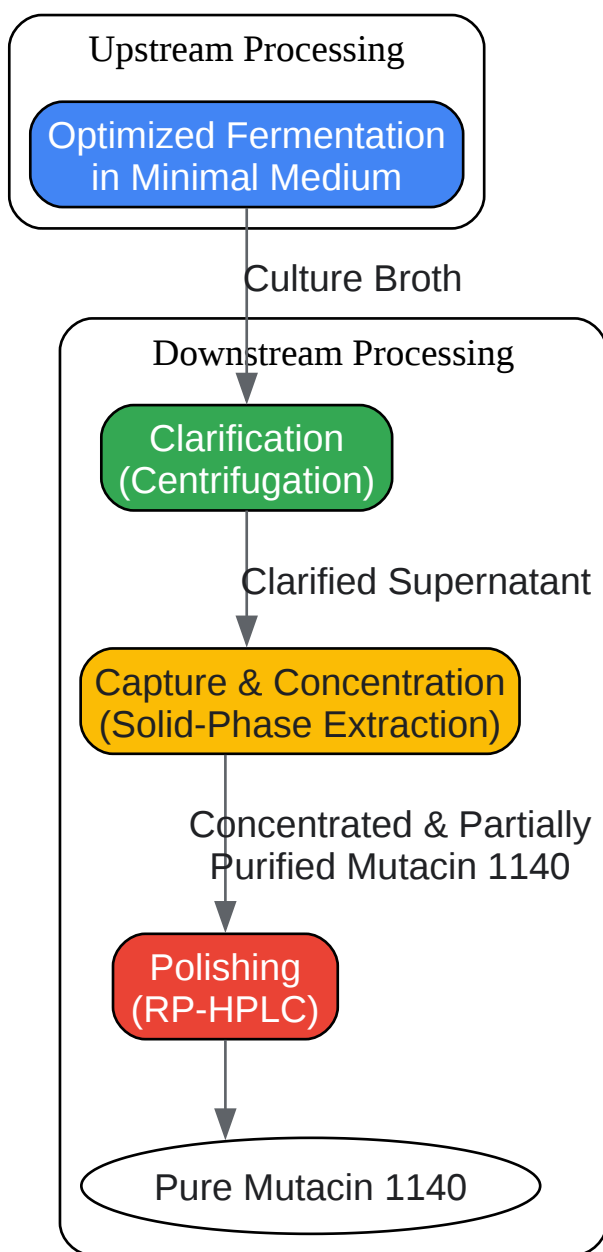 Upstream Processing
Optimized Fermentation
in Minimal Medium
Culture Broth
Downstream Processing
Clarification
(Centrifugation)
Clarified Supernatant
Capture & Concentration
(Solid-Phase Extraction)
Concentrated & Partially
Purified Mutacin 1140
Polishing
(RP-HPLC)
Pure Mutacin 1140